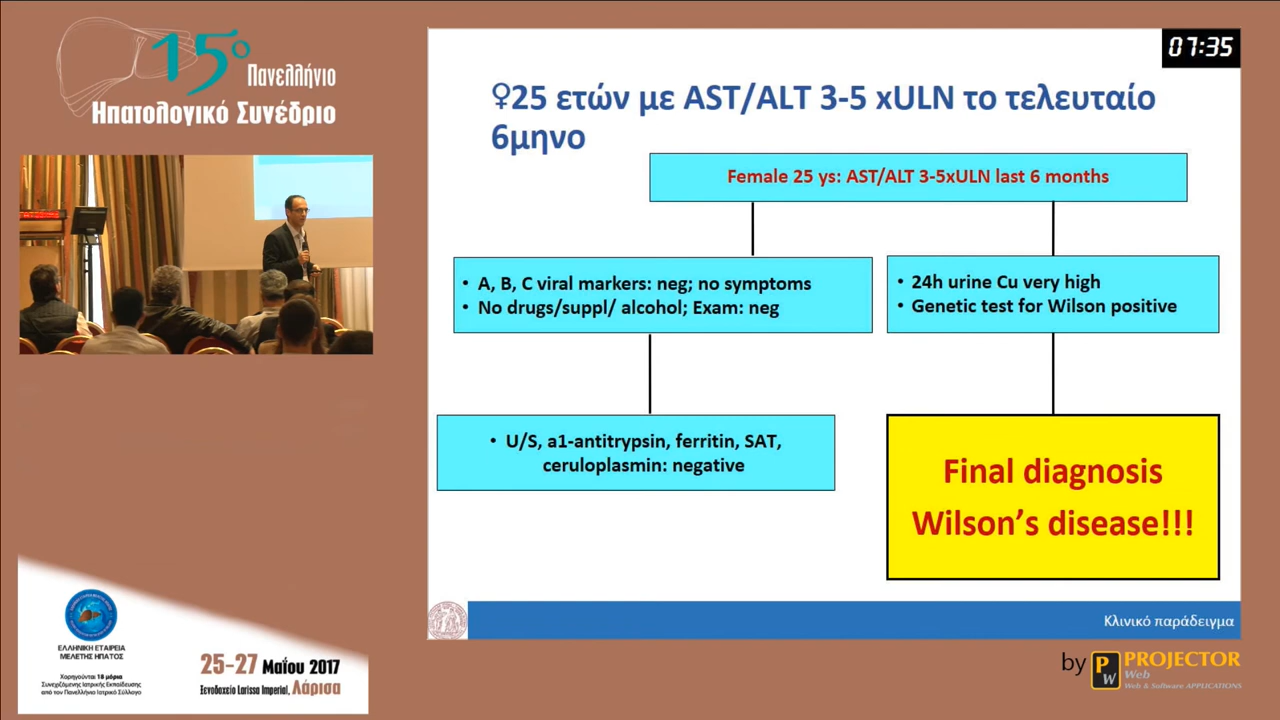 15ο
Πανελλήνιο
Ηπατολογικό Συνέδριο
07:35
♀25 ετών με AST/ALT 3-5 xULN το τελευταίο
6μηνο
Female 25 ys: AST/ALT 3-5xULN last 6 months
• A, B, C viral markers: neg; no symptoms
• No drugs/suppl/ alcohol; Exam: neg
• 24h urine Cu very high
• Genetic test for Wilson positive
• U/S, a1-antitrypsin, ferritin, SAT,
ceruloplasmin: negative
Final diagnosis
Wilson's disease!!!
Κλινικό παράδειγμα
ΕΛΛΗΝΙΚΗ ΕΤΑΙΡΕΙΑ
ΜΕΛΕΤΗΣ ΗΠΑΤΟΣ
Χορηγούνται 18 μόρια
Συνεχιζόμενης Ιατρικής Εκπαίδευσης
από τον Πανελλήνιο Ιατρικό Σύλλογο
25-27 Μαΐου 2017
Ξενοδοχείο Larissa Imperial, Λάρισα
by PW PROJECTOR
Web
Web & Software APPLICATIONS